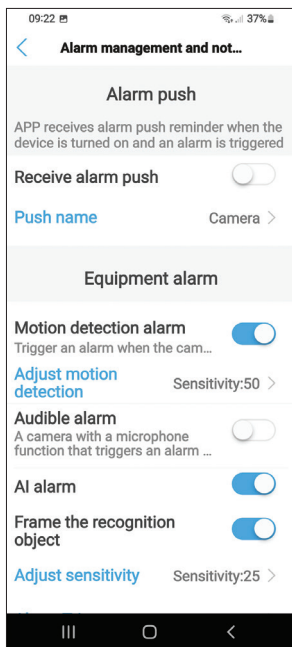 09:22 37%
Alarm management and not...
Alarm push
APP receives alarm push reminder when the
device is turned on and an alarm is triggered
Receive alarm push
Push name Camera >
Equipment alarm
Motion detection alarm
Trigger an alarm when the cam...
Adjust motion
detection Sensitivity:50 >
Audible alarm
A camera with a microphone
function that triggers an alarm ...
AI alarm
Frame the recognition
object
Adjust sensitivity Sensitivity:25 >